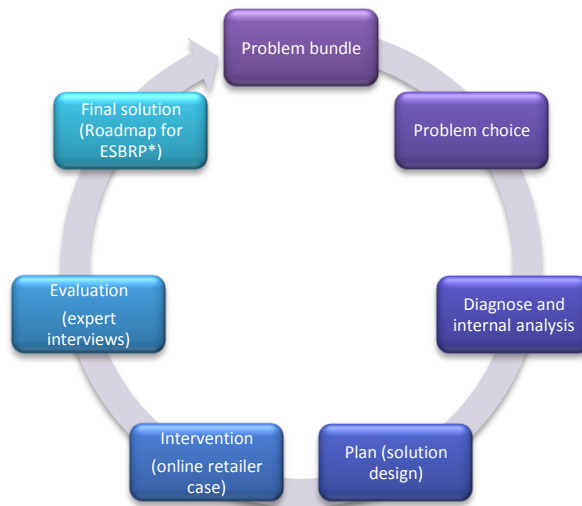 Problem bundle
Problem choice
Diagnose and
internal analysis
Plan (solution
design)
Intervention
(online retailer
case)
Evaluation
(expert
interviews)
Final solution
(Roadmap for
ESBRP*)